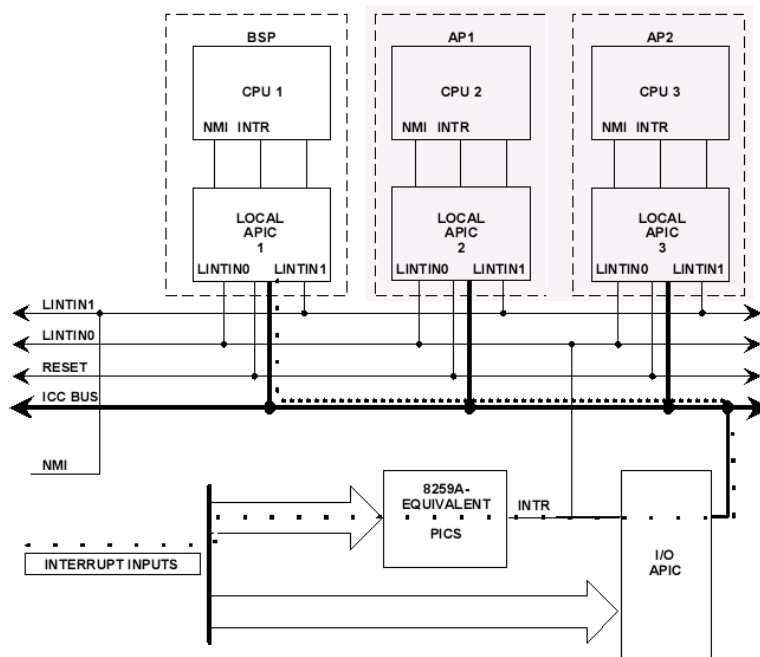 BSP
AP1
AP2
CPU 1
CPU 2
CPU 3
NMI INTR
NMI INTR
NMI INTR
LOCAL
APIC
1
LOCAL
APIC
2
LOCAL
APIC
3
LINTIN0 LINTIN1
LINTIN0 LINTIN1
LINTIN0 LINTIN1
LINTIN1
LINTIN0
RESET
ICC BUS
NMI
8259A-
EQUIVALENT
PICS
INTR
I/O
APIC
INTERRUPT INPUTS